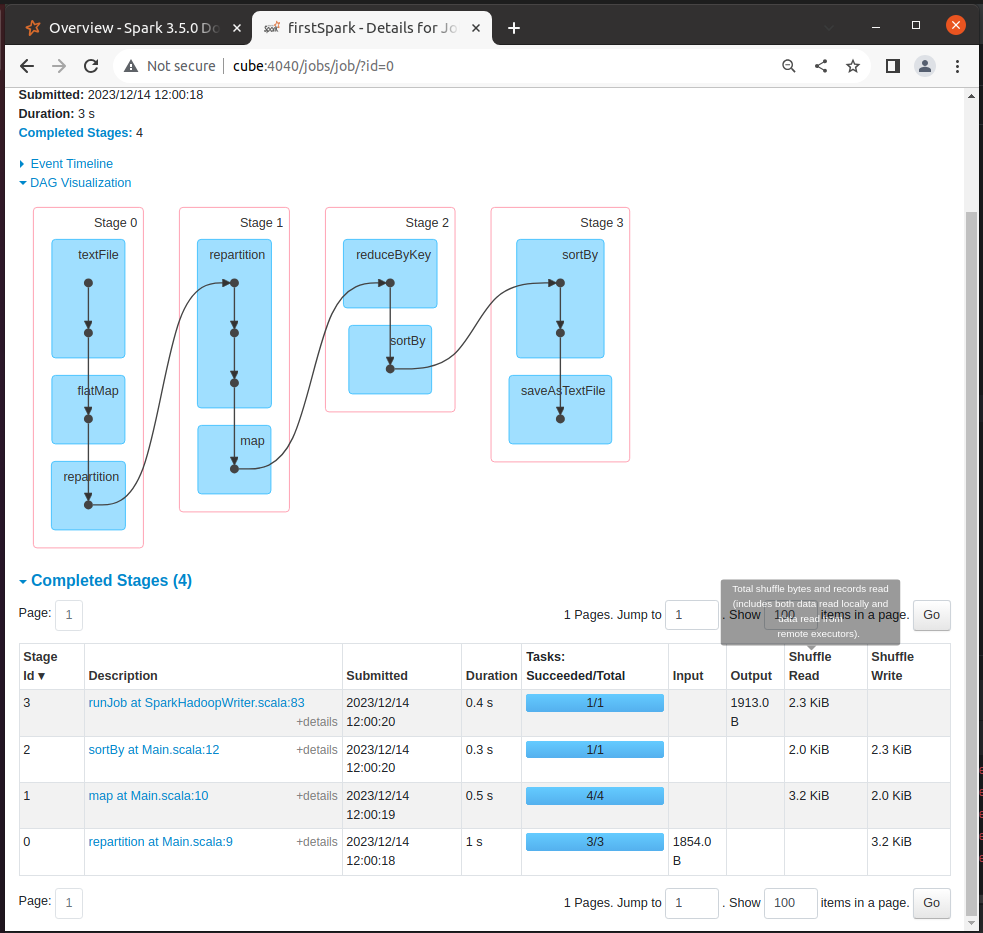 Overview - Spark 3.5.0 Do
firstSpark - Details for Jo
Not secure
cube:4040/jobs/job/?id=0
Submitted: 2023/12/14 12:00:18
Duration: 3 s
Completed Stages: 4
Event Timeline
DAG Visualization
Stage 0
textFile
flatMap
repartition
Stage 1
repartition
map
Stage 2
reduceByKey
sortBy
Stage 3
sortBy
saveAsTextFile
Completed Stages (4)
Total shuffle bytes and records read
(includes both data read locally and
data read from
remote executors).
Page: 1
1 Pages. Jump to 1 . Show 100 items in a page. Go
Stage Id ▾ Description Submitted Duration Tasks: Succeeded/Total Input Output Shuffle Read Shuffle Write
3 runJob at SparkHadoopWriter.scala:83 +details 2023/12/14 12:00:20 0.4 s 1/1 1913.0 B 2.3 KiB
2 sortBy at Main.scala:12 +details 2023/12/14 12:00:20 0.3 s 1/1 2.0 KiB 2.3 KiB
1 map at Main.scala:10 +details 2023/12/14 12:00:19 0.5 s 4/4 3.2 KiB 2.0 KiB
0 repartition at Main.scala:9 +details 2023/12/14 12:00:18 1 s 3/3 1854.0 B 3.2 KiB
Page: 1
1 Pages. Jump to 1 . Show 100 items in a page. Go